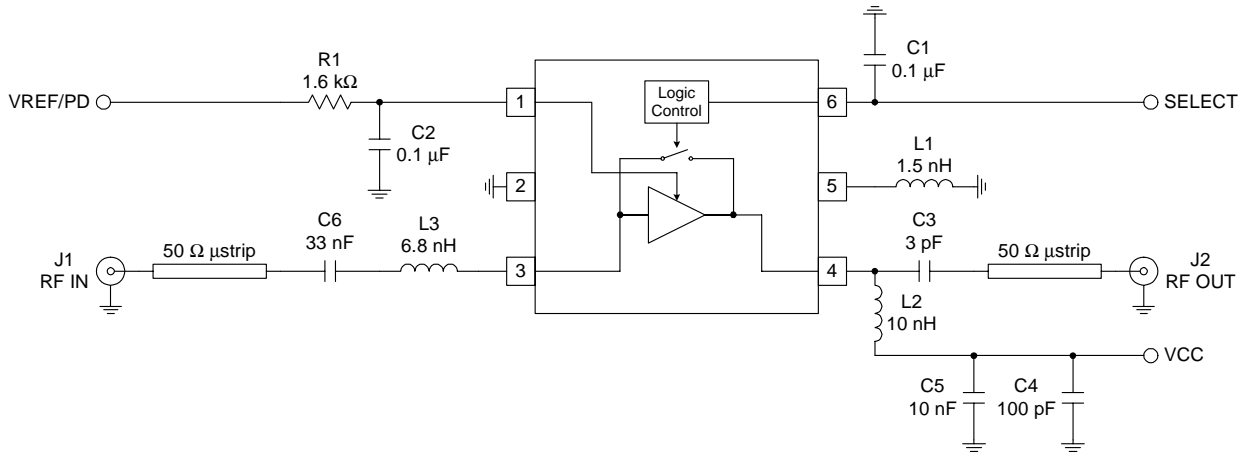 C1
0.1 μF
R1
1.6 kΩ
VREF/PD
1
Logic
Control
6
SELECT
C2
0.1 μF
L1
1.5 nH
2
5
C6
33 nF
L3
6.8 nH
C3
3 pF
J1
RF IN
50 Ω μstrip
3
4
50 Ω μstrip
J2
RF OUT
L2
10 nH
VCC
C5
10 nF
C4
100 pF